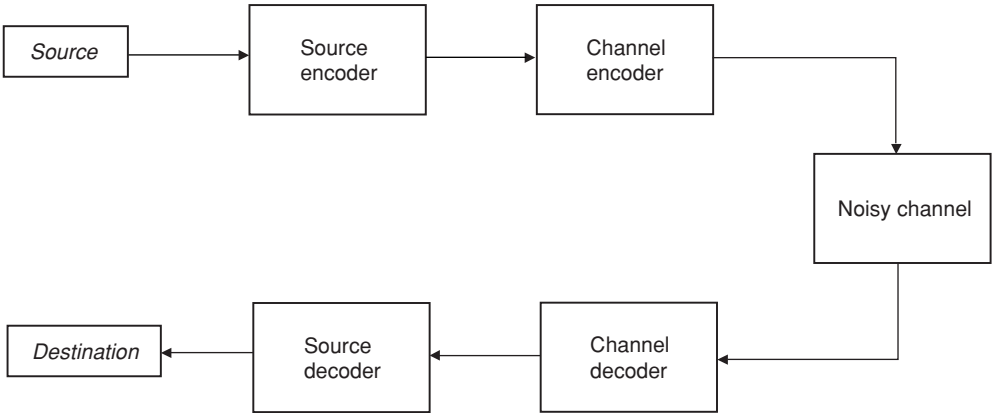 Source
Source
encoder
Channel
encoder
Noisy channel
Destination
Source
decoder
Channel
decoder